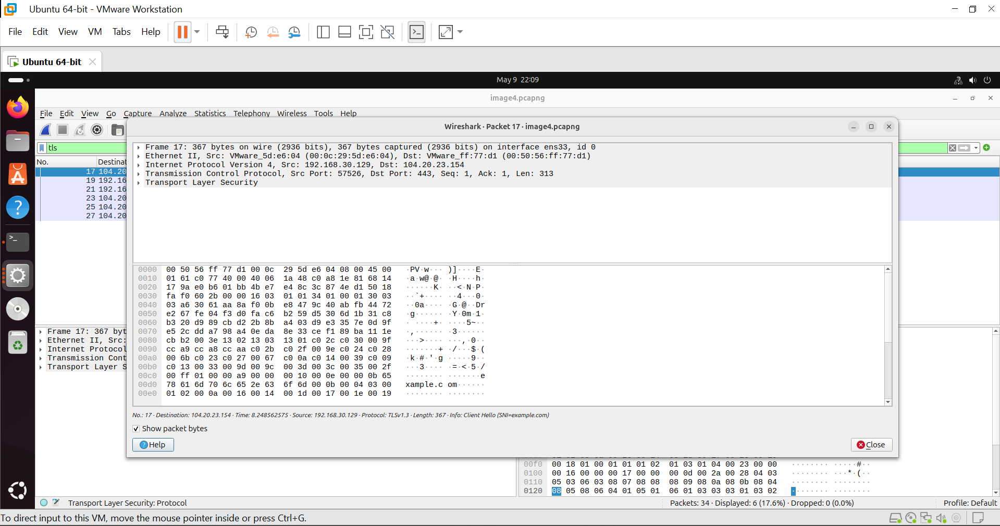 Ubuntu 64-bit - VMware Workstation
File Edit View VM Tabs Help
Ubuntu 64-bit
May 9 22:09
image4.pcapng
File Edit View Go Capture Analyze Statistics Telephony Wireless Tools Help
Wireshark · Packet 17 · image4.pcapng
tls
No. Destinat
17 104.20
19 192.16
21 192.16
23 104.20
25 104.20
27 104.20
Frame 17: 367 bytes on wire (2936 bits), 367 bytes captured (2936 bits) on interface ens33, id 0
Ethernet II, Src: VMware_5d:e6:04 (00:0c:29:5d:e6:04), Dst: VMware_ff:77:d1 (00:50:56:ff:77:d1)
Internet Protocol Version 4, Src: 192.168.30.129, Dst: 104.20.23.154
Transmission Control Protocol, Src Port: 57526, Dst Port: 443, Seq: 1, Ack: 1, Len: 313
Transport Layer Security
0000 00 50 56 ff 77 d1 00 0c 29 5d e6 04 08 00 45 00 ·PV·w··· )]····E·
0010 01 61 c0 77 40 00 40 06 1a 48 c0 a8 1e 81 68 14 ·a·w@·@· ·H····h·
0020 17 9a e0 b6 01 bb 4b e7 e4 8c 3c 87 4e d1 50 18 ······K· ··<·N·P·
0030 fa f0 60 2b 00 00 16 03 01 01 34 01 00 01 30 03 ··`+···· ··4···0·
0040 03 a6 30 61 aa 8a f0 0b e8 47 9c 40 ab fb 44 72 ··0a···· ·G·@··Dr
0050 e2 67 fe 04 f3 d0 fa c6 b2 59 d5 30 6d 1b 31 c8 ·g······ ·Y·0m·1·
0060 b3 20 d9 89 cb d2 2b 8b a4 03 d9 e3 35 7e 0d 9f · ····+· ····5~··
0070 e5 2c dd a7 98 a4 0e da 8e 33 ce f1 89 ba 11 1e ·,······ ·3······
0080 cb b2 00 3e 13 02 13 03 13 01 c0 2c c0 30 00 9f ···>···· ···,·0··
0090 cc a9 cc a8 cc aa c0 2b c0 2f 00 9e c0 24 c0 28 ·······+ ·/···$·(
00a0 00 6b c0 23 c0 27 00 67 c0 0a c0 14 00 39 c0 09 ·k·#·'·g ·····9··
00b0 c0 13 00 33 00 9d 00 9c 00 3d 00 3c 00 35 00 2f ···3···· ·=·<·5·/
00c0 00 ff 01 00 00 a9 00 00 00 10 00 0e 00 00 0b 65 ········ ·······e
00d0 78 61 6d 70 6c 65 2e 63 6f 6d 00 0b 00 04 03 00 xample.c om······
00e0 01 02 00 0a 00 16 00 14 00 1d 00 17 00 1e 00 19 ········ ········
No.: 17 · Destination: 104.20.23.154 · Time: 8.248562575 · Source: 192.168.30.129 · Protocol: TLSv1.3 · Length: 367 · Info: Client Hello (SNI=example.com)
Show packet bytes
Help
Close
Frame 17: 367 byt
Ethernet II, Src:
Internet Protocol
Transmission Cont
Transport Layer S
00f0 00 18 01 00 01 01 01 02 01 03 01 04 00 23 00 00 ········ ·····#··
0100 00 16 00 00 00 17 00 00 00 0d 00 2a 00 28 04 03 ········ ···*·(··
0110 05 03 06 03 08 07 08 08 08 09 08 0a 08 0b 08 04 ········ ········
0120 08 05 08 06 04 01 05 01 06 01 03 03 03 01 03 02 ········ ········
Transport Layer Security: Protocol
Packets: 34 · Displayed: 6 (17.6%) · Dropped: 0 (0.0%)
Profile: Default
To direct input to this VM, move the mouse pointer inside or press Ctrl+G.